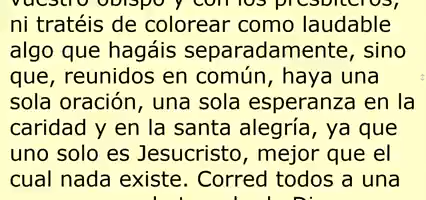 vuestro obispo y con los presbíteros,
ni tratéis de colorear como laudable
algo que hagáis separadamente, sino
que, reunidos en común, haya una
sola oración, una sola esperanza en la
caridad y en la santa alegría, ya que
uno solo es Jesucristo, mejor que el
cual nada existe. Corred todos a una